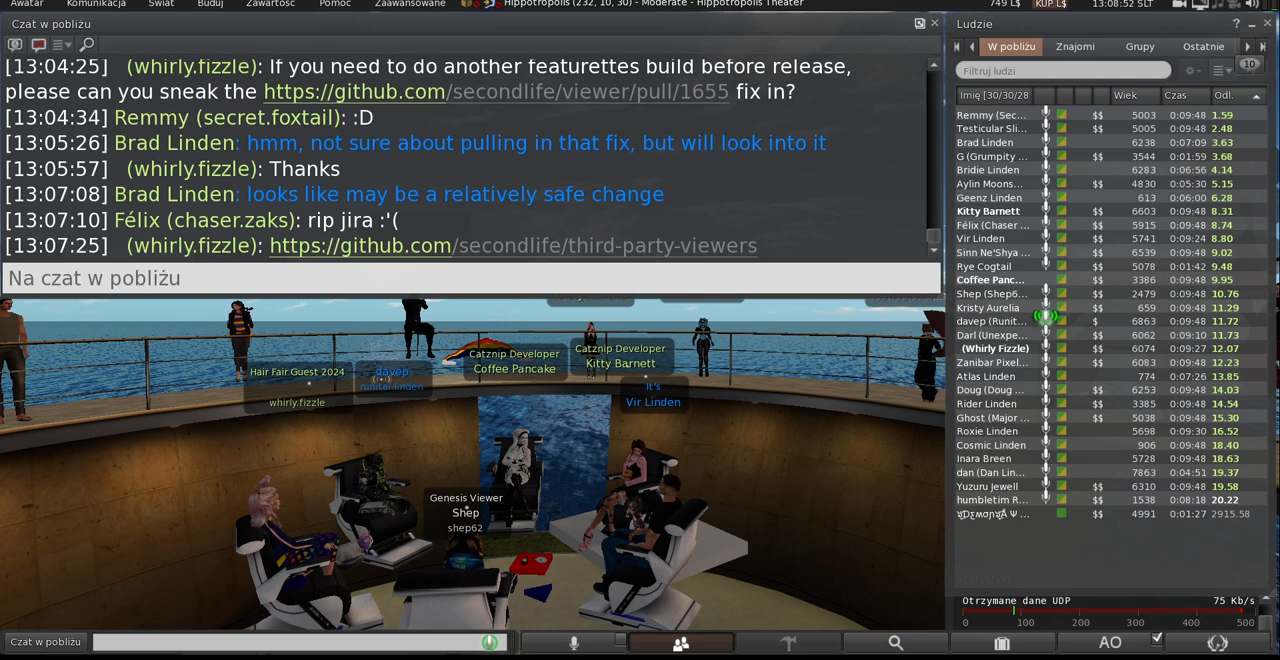 Awatar Komunikacja Świat Buduj Zawartość Pomoc Zaawansowane Hippotropolis (232, 10, 30) - Moderate - Hippotropolis Theater 749 L$ KUP L$ 13:08:52 SLT
Czat w pobliżu
[13:04:25] (whirly.fizzle): If you need to do another featurettes build before release,
please can you sneak the https://github.com/secondlife/viewer/pull/1655 fix in?
[13:04:34] Remmy (secret.foxtail): :D
[13:05:26] Brad Linden: hmm, not sure about pulling in that fix, but will look into it
[13:05:57] (whirly.fizzle): Thanks
[13:07:08] Brad Linden: looks like may be a relatively safe change
[13:07:10] Félix (chaser.zaks): rip jira :'(
[13:07:25] (whirly.fizzle): https://github.com/secondlife/third-party-viewers
Na czat w pobliżu
Catznip Developer
Coffee Pancake
Catznip Developer
Kitty Barnett
Hair Fair Guest 2024
whirly.fizzle
davep
runitai.linden
It's
Vir Linden
Genesis Viewer
Shep
shep62
Czat w pobliżu
Ludzie
W pobliżu Znajomi Grupy Ostatnie
Filtruj ludzi
10
Imię [30/30/28 Wiek Czas Odl.
Remmy (Sec... $$ 5003 0:09:48 1.59
Testicular Sli... $$ 5005 0:09:48 2.48
Brad Linden 6238 0:07:09 3.63
G (Grumpity ... $$ 3544 0:01:59 3.68
Bridie Linden 6283 0:06:56 4.14
Aylin Moons... $$ 4830 0:05:30 5.15
Geenz Linden 613 0:06:00 6.28
Kitty Barnett $$ 6603 0:09:48 8.31
Félix (Chaser ... $$ 5915 0:09:48 8.74
Vir Linden $$ 5741 0:09:24 8.80
Sinn Ne'Shya ... $$ 6539 0:09:48 9.02
Rye Cogtail $$ 5078 0:01:42 9.48
Coffee Panc... $$ 3386 0:09:48 9.95
Shep (Shep6... $$ 2479 0:09:48 10.76
Kristy Aurelia $$ 659 0:09:48 11.29
davep (Runit... $ 6863 0:09:48 11.72
Darl (Unexpe... $$ 6062 0:09:10 11.73
(Whirly Fizzle) $$ 6074 0:09:27 12.07
Zanibar Pixel... $$ 6083 0:09:48 12.23
Atlas Linden 774 0:07:26 13.85
Doug (Doug ... $$ 6253 0:09:48 14.03
Rider Linden $$ 3385 0:09:48 14.54
Ghost (Major ... $$ 5038 0:09:48 15.30
Roxie Linden 5698 0:09:30 16.52
Cosmic Linden 906 0:09:48 18.40
Inara Breen $$ 5728 0:09:48 18.63
dan (Dan Lin... 7863 0:04:51 19.37
Yuzuru Jewell $$ 6310 0:09:48 19.58
humbletim R... $$ 1538 0:08:18 20.22
$$ 4991 0:01:27 2915.58
Otrzymane dane UDP 75 Kb/s
0 100 200 300 400 500
AO